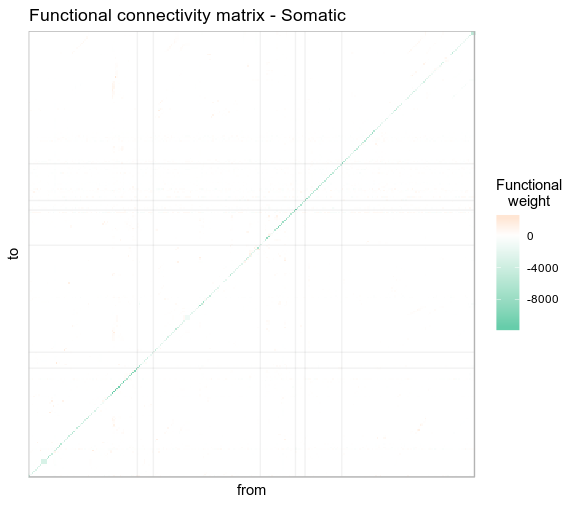 Functional connectivity matrix - Somatic
to
from
Functional
weight
0
-4000
-8000